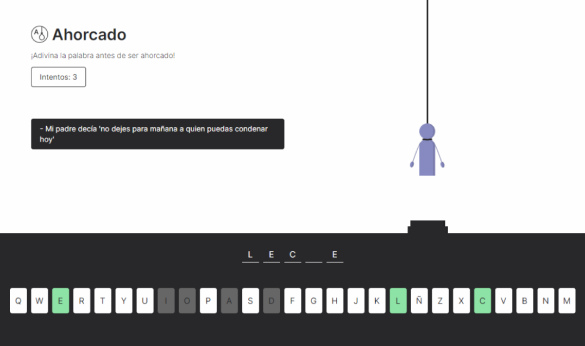 Ahorcado
¡Adivina la palabra antes de ser ahorcado!
Intentos: 3
- Mi padre decía 'no dejes para mañana a quien puedas condenar
hoy'
L E C _ E
Q W E R T Y U I O P A S D F G H J K L Ñ Z X C V B N M